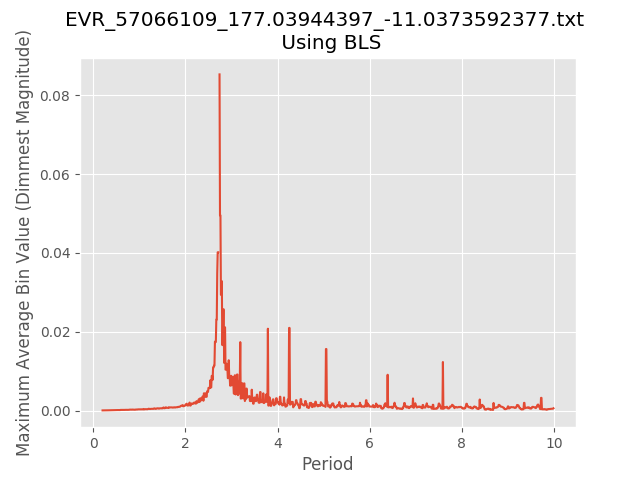 EVR_57066109_177.03944397_-11.0373592377.txt
Using BLS
Maximum Average Bin Value (Dimmest Magnitude)
0.08
0.06
0.04
0.02
0.00
0 2 4 6 8 10
Period